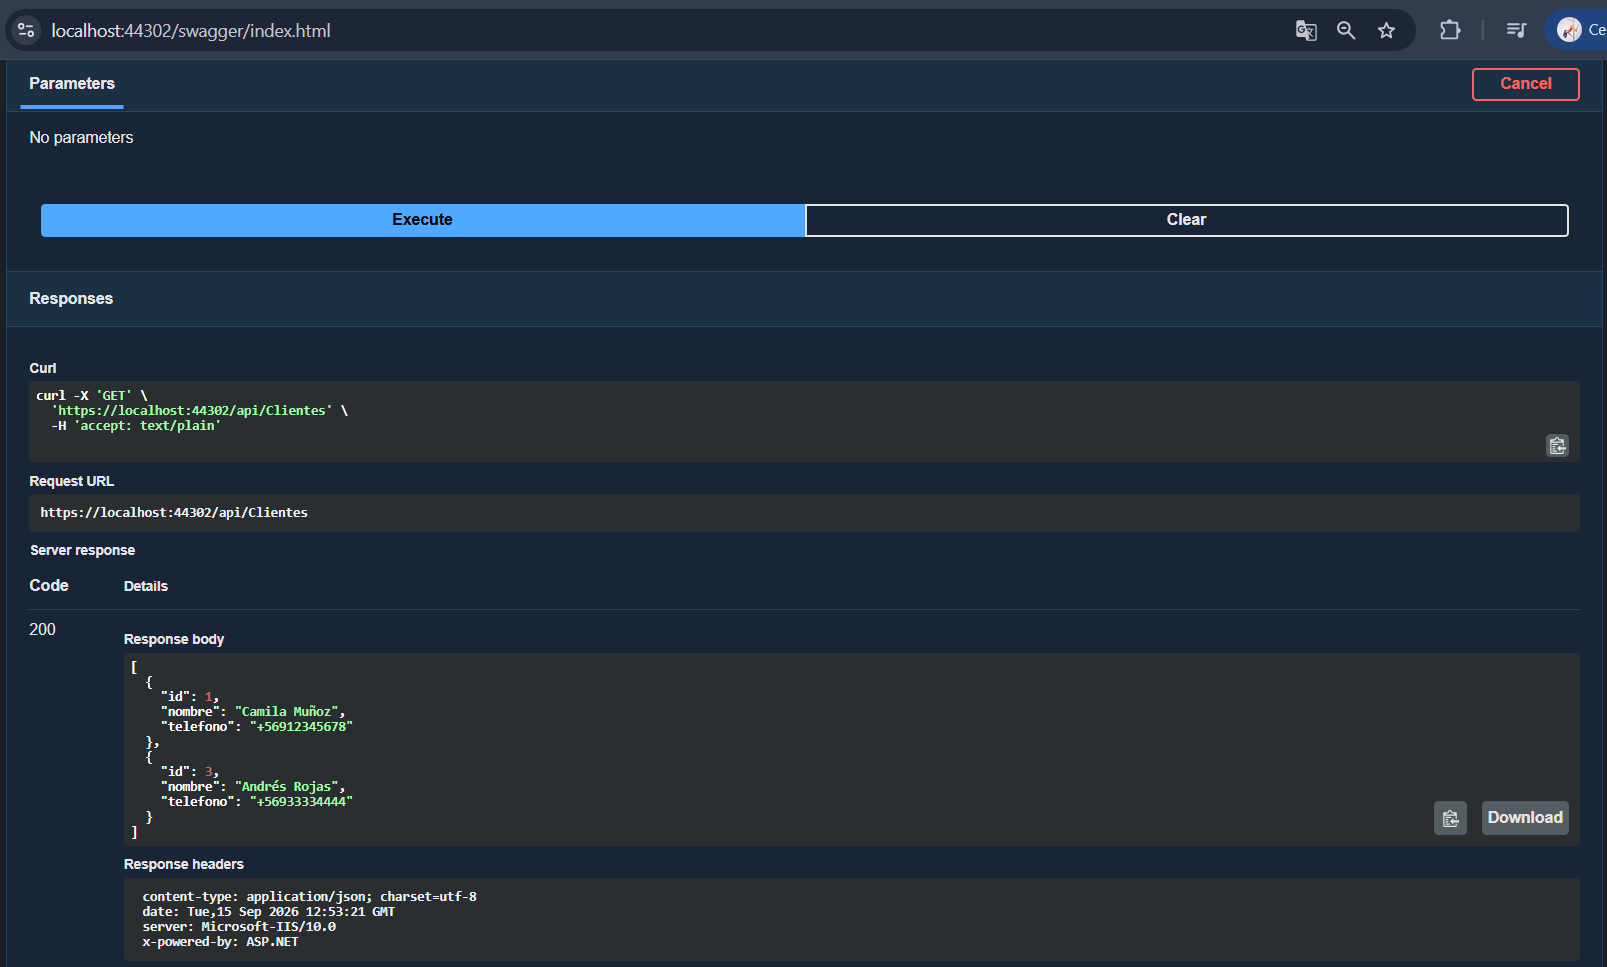 localhost:44302/swagger/index.html
Ce
Parameters
Cancel
No parameters
Execute
Clear
Responses
Curl
curl -X 'GET' \
  'https://localhost:44302/api/Clientes' \
  -H 'accept: text/plain'
Request URL
https://localhost:44302/api/Clientes
Server response
Code
Details
200
Response body
[
  {
    "id": 1,
    "nombre": "Camila Muñoz",
    "telefono": "+56912345678"
  },
  {
    "id": 3,
    "nombre": "Andrés Rojas",
    "telefono": "+56933334444"
  }
]
Download
Response headers
content-type: application/json; charset=utf-8
date: Tue,15 Sep 2026 12:53:21 GMT
server: Microsoft-IIS/10.0
x-powered-by: ASP.NET